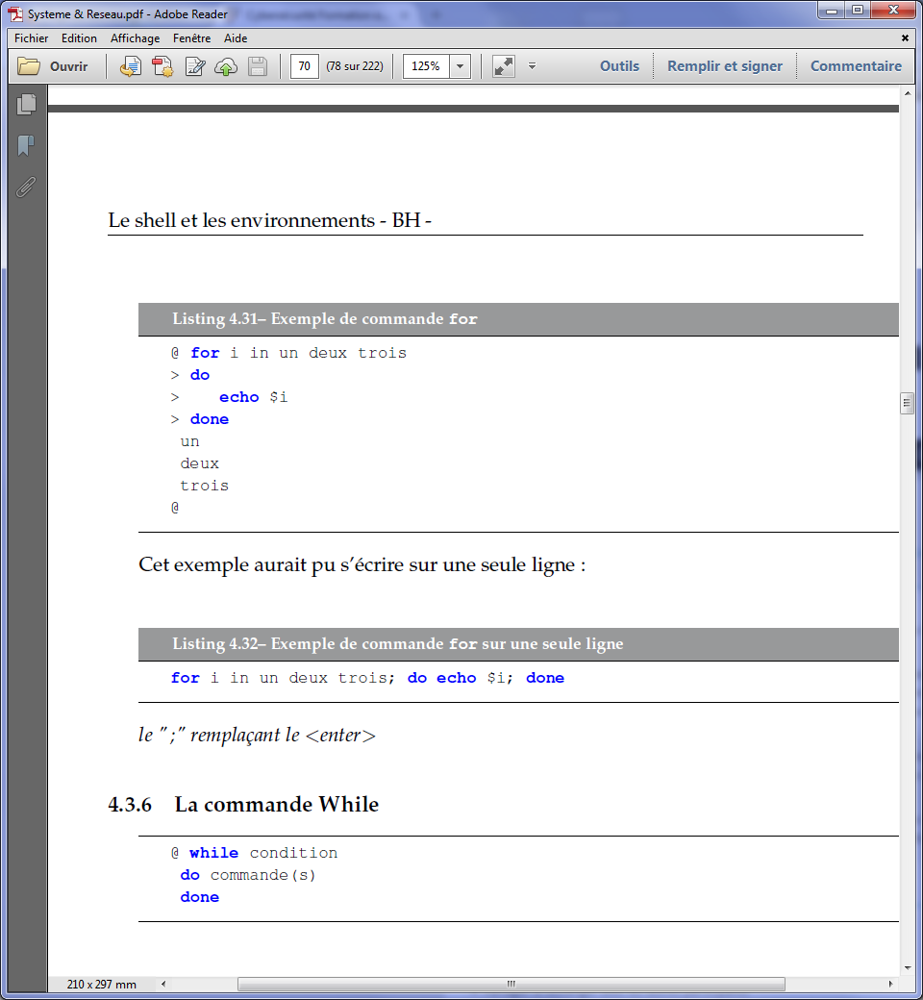 Systeme & Reseau.pdf - Adobe Reader
Fichier Edition Affichage Fenêtre Aide
Ouvrir 70 (78 sur 222) 125% Outils Remplir et signer Commentaire
Le shell et les environnements - BH -
Listing 4.31– Exemple de commande for
@ for i in un deux trois
> do
> echo $i
> done
un
deux
trois
@
Cet exemple aurait pu s'écrire sur une seule ligne :
Listing 4.32– Exemple de commande for sur une seule ligne
for i in un deux trois; do echo $i; done
le " ;" remplaçant le <enter>
4.3.6 La commande While
@ while condition
do commande(s)
done
210 x 297 mm